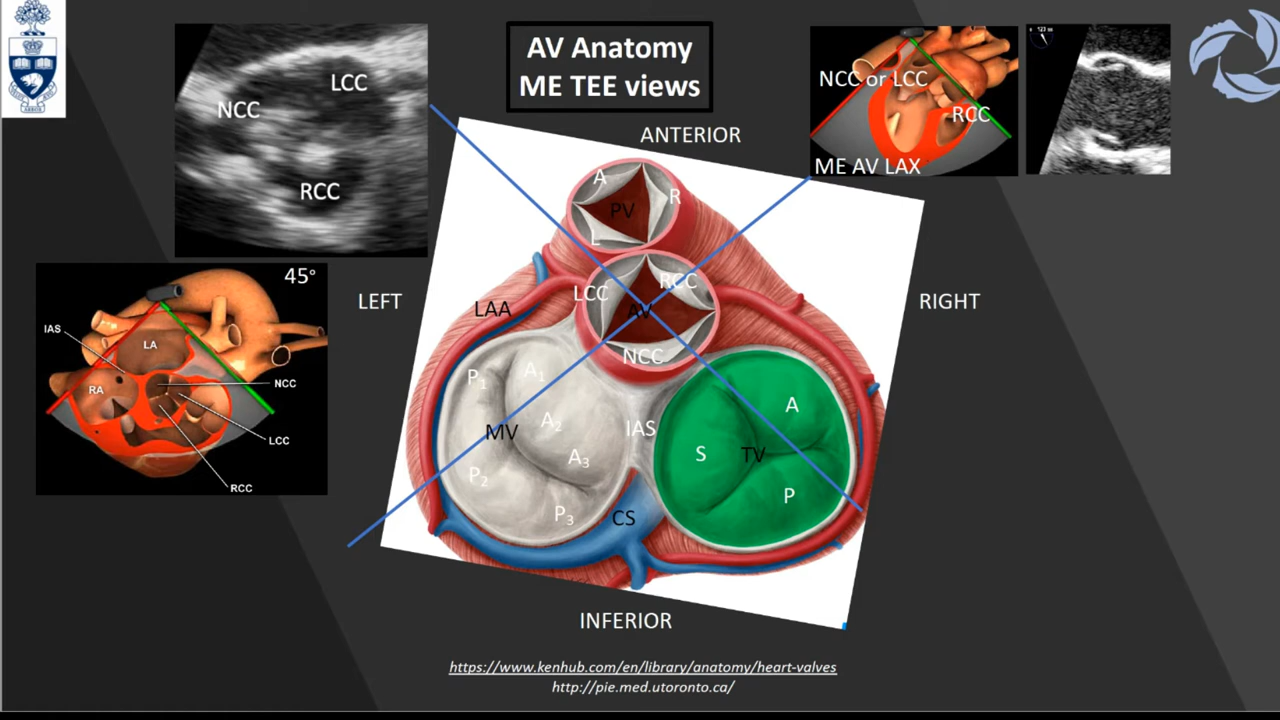 AV Anatomy
ME TEE views
LCC
NCC
RCC
NCC or LCC
RCC
ME AV LAX
ANTERIOR
A
R
PV
L
RCC
LCC
AV
NCC
LEFT
RIGHT
LAA
P1
A1
A2
MV
A3
P2
P3
IAS
CS
A
S
TV
P
45°
IAS
LA
RA
NCC
LCC
RCC
INFERIOR
https://www.kenhub.com/en/library/anatomy/heart-valves
http://pie.med.utoronto.ca/